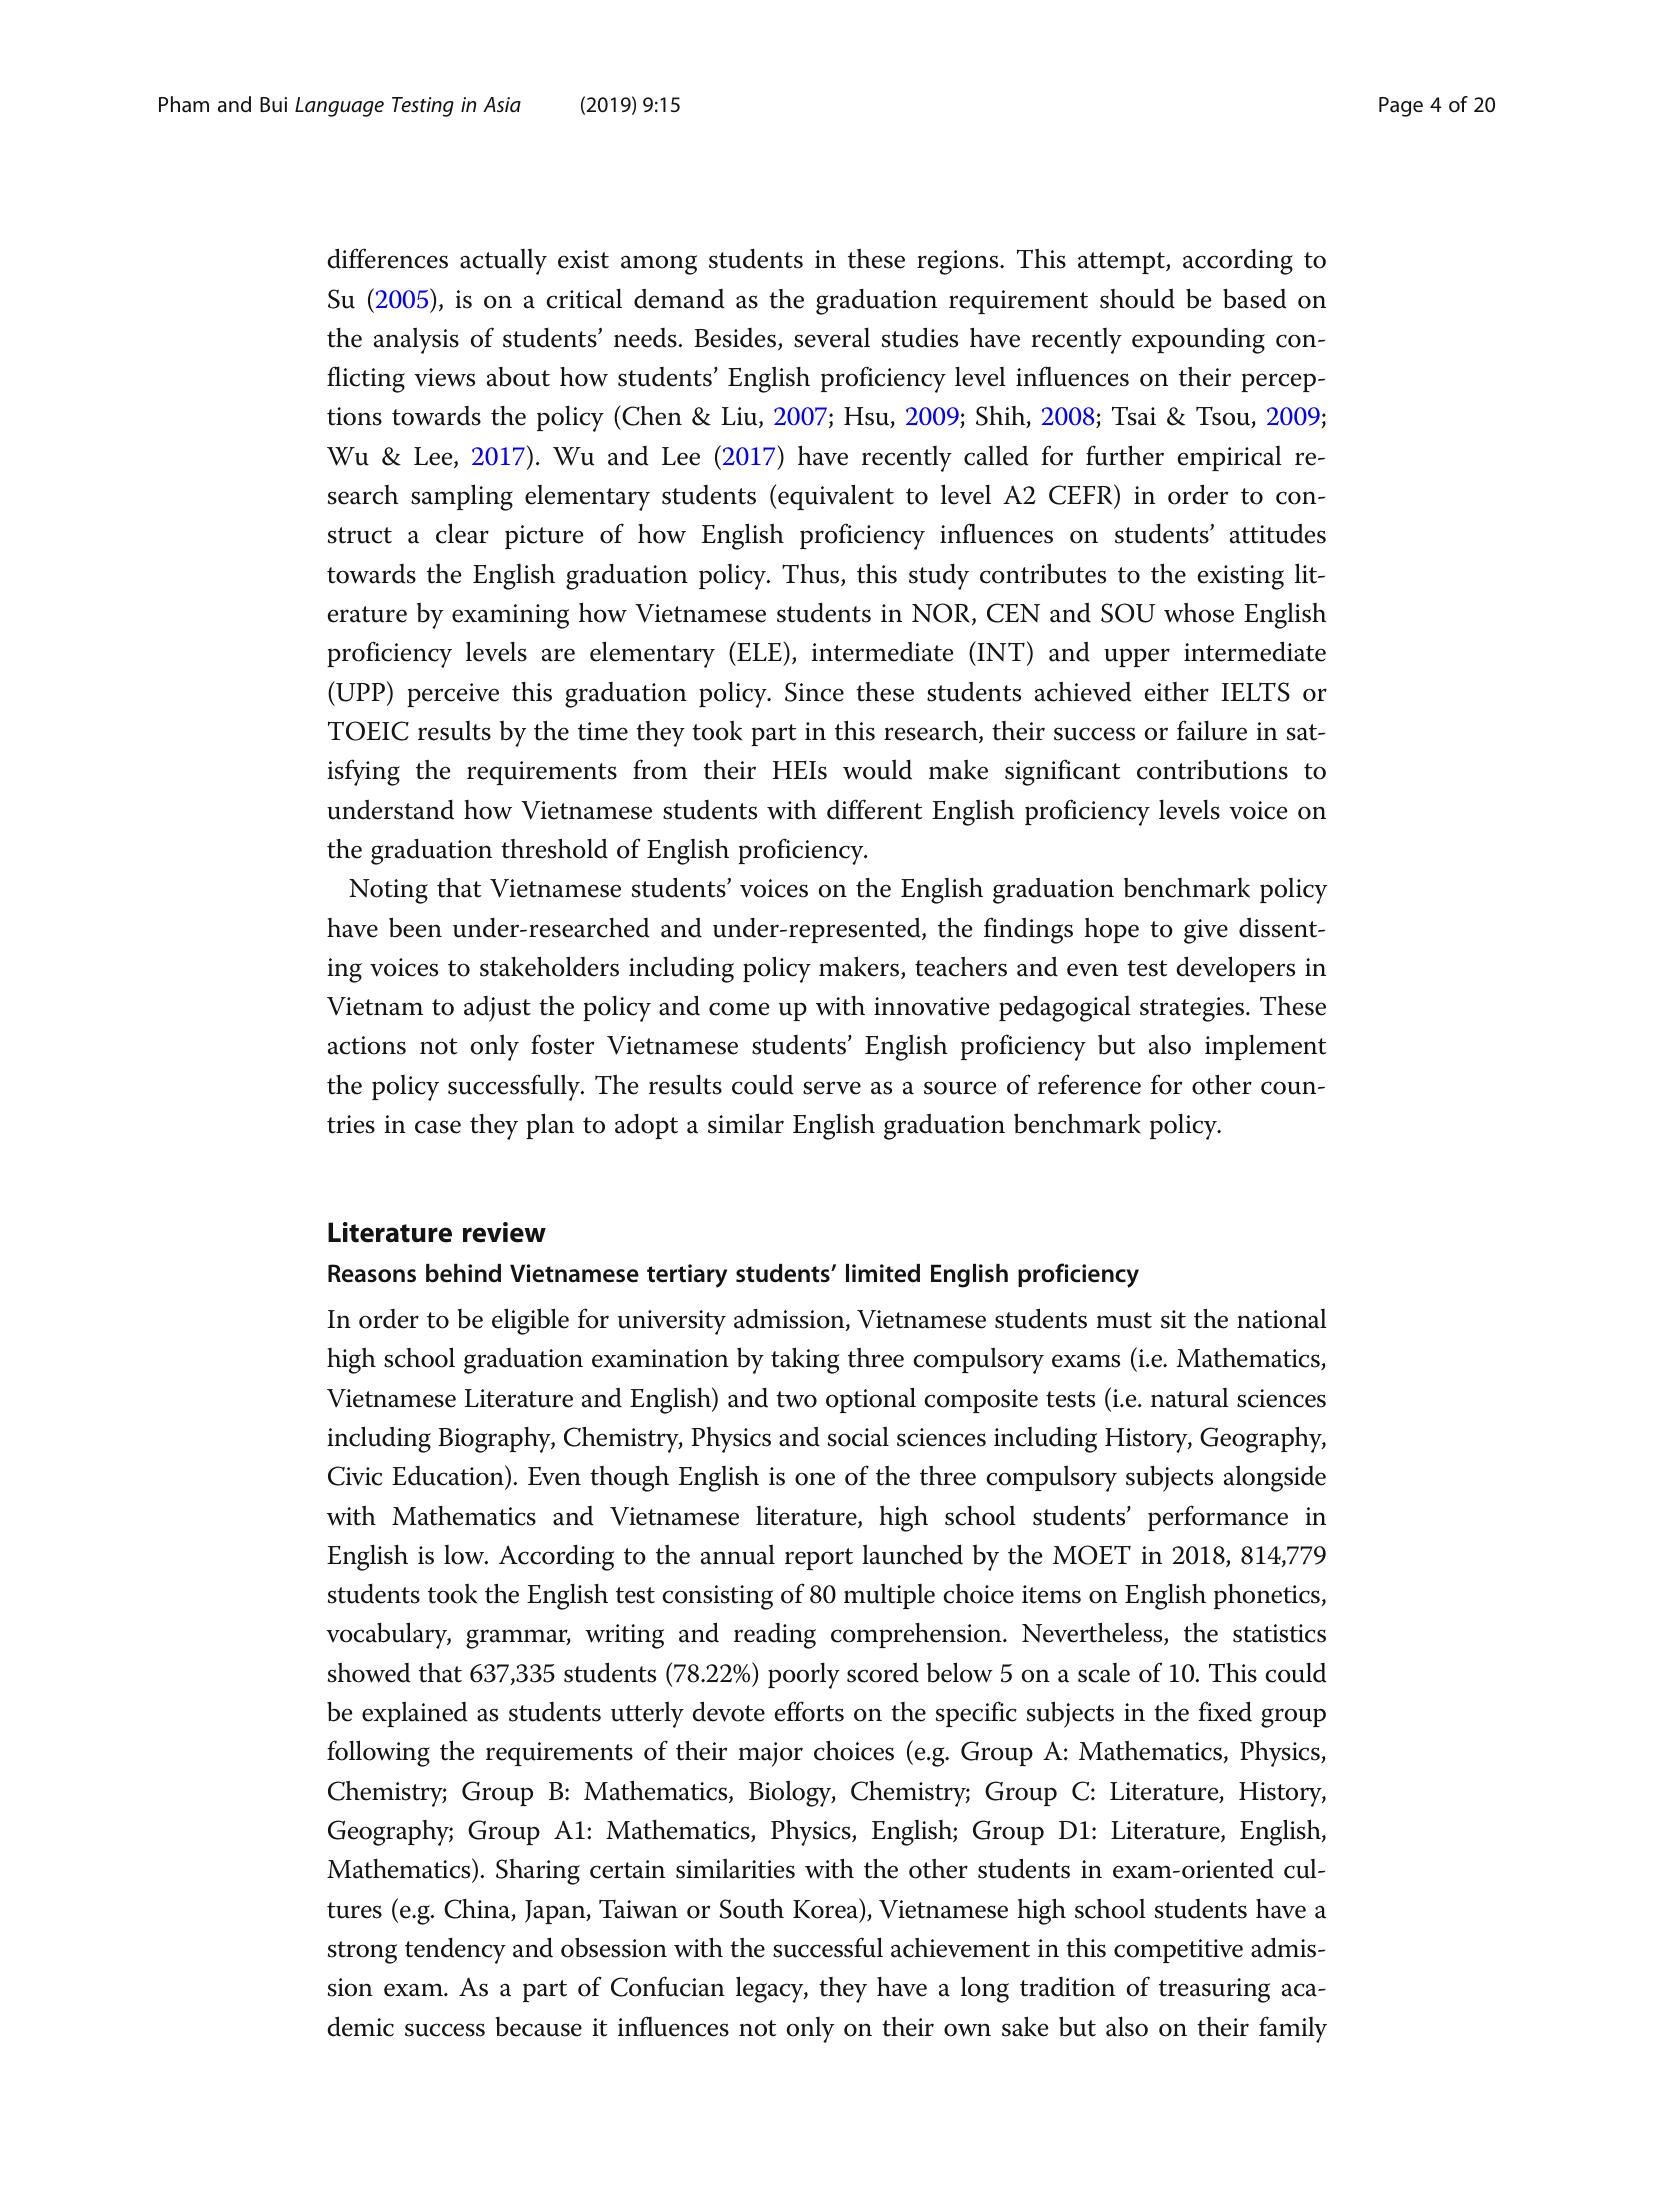 Pham and Bui Language Testing in Asia (2019) 9:15 Page 4 of 20
differences actually exist among students in these regions. This attempt, according to
Su (2005), is on a critical demand as the graduation requirement should be based on
the analysis of students’ needs. Besides, several studies have recently expounding con-
flicting views about how students’ English proficiency level influences on their percep-
tions towards the policy (Chen & Liu, 2007; Hsu, 2009; Shih, 2008; Tsai & Tsou, 2009;
Wu & Lee, 2017). Wu and Lee (2017) have recently called for further empirical re-
search sampling elementary students (equivalent to level A2 CEFR) in order to con-
struct a clear picture of how English proficiency influences on students’ attitudes
towards the English graduation policy. Thus, this study contributes to the existing lit-
erature by examining how Vietnamese students in NOR, CEN and SOU whose English
proficiency levels are elementary (ELE), intermediate (INT) and upper intermediate
(UPP) perceive this graduation policy. Since these students achieved either IELTS or
TOEIC results by the time they took part in this research, their success or failure in sat-
isfying the requirements from their HEIs would make significant contributions to
understand how Vietnamese students with different English proficiency levels voice on
the graduation threshold of English proficiency.
Noting that Vietnamese students’ voices on the English graduation benchmark policy
have been under-researched and under-represented, the findings hope to give dissent-
ing voices to stakeholders including policy makers, teachers and even test developers in
Vietnam to adjust the policy and come up with innovative pedagogical strategies. These
actions not only foster Vietnamese students’ English proficiency but also implement
the policy successfully. The results could serve as a source of reference for other coun-
tries in case they plan to adopt a similar English graduation benchmark policy.
Literature review
Reasons behind Vietnamese tertiary students’ limited English proficiency
In order to be eligible for university admission, Vietnamese students must sit the national
high school graduation examination by taking three compulsory exams (i.e. Mathematics,
Vietnamese Literature and English) and two optional composite tests (i.e. natural sciences
including Biography, Chemistry, Physics and social sciences including History, Geography,
Civic Education). Even though English is one of the three compulsory subjects alongside
with Mathematics and Vietnamese literature, high school students’ performance in
English is low. According to the annual report launched by the MOET in 2018, 814,779
students took the English test consisting of 80 multiple choice items on English phonetics,
vocabulary, grammar, writing and reading comprehension. Nevertheless, the statistics
showed that 637,335 students (78.22%) poorly scored below 5 on a scale of 10. This could
be explained as students utterly devote efforts on the specific subjects in the fixed group
following the requirements of their major choices (e.g. Group A: Mathematics, Physics,
Chemistry; Group B: Mathematics, Biology, Chemistry; Group C: Literature, History,
Geography; Group A1: Mathematics, Physics, English; Group D1: Literature, English,
Mathematics). Sharing certain similarities with the other students in exam-oriented cul-
tures (e.g. China, Japan, Taiwan or South Korea), Vietnamese high school students have a
strong tendency and obsession with the successful achievement in this competitive admis-
sion exam. As a part of Confucian legacy, they have a long tradition of treasuring aca-
demic success because it influences not only on their own sake but also on their family